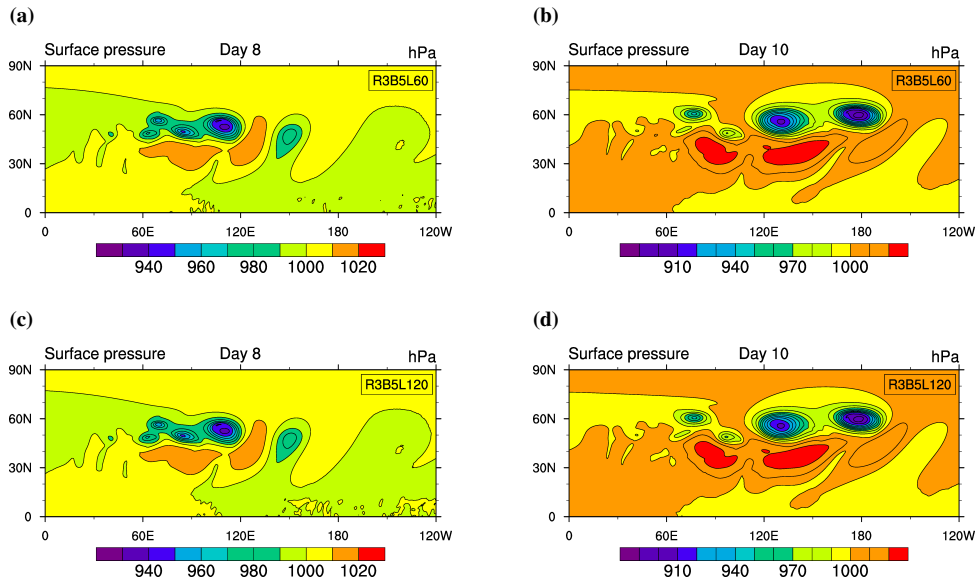 (a)
(b)
Surface pressure Day 8 hPa
Surface pressure Day 10 hPa
90N
R3B5L60
60N
30N
0
0 60E 120E 180 120W
940 960 980 1000 1020
90N
R3B5L60
60N
30N
0
0 60E 120E 180 120W
910 940 970 1000
(c)
(d)
Surface pressure Day 8 hPa
Surface pressure Day 10 hPa
90N
R3B5L120
60N
30N
0
0 60E 120E 180 120W
940 960 980 1000 1020
90N
R3B5L120
60N
30N
0
0 60E 120E 180 120W
910 940 970 1000